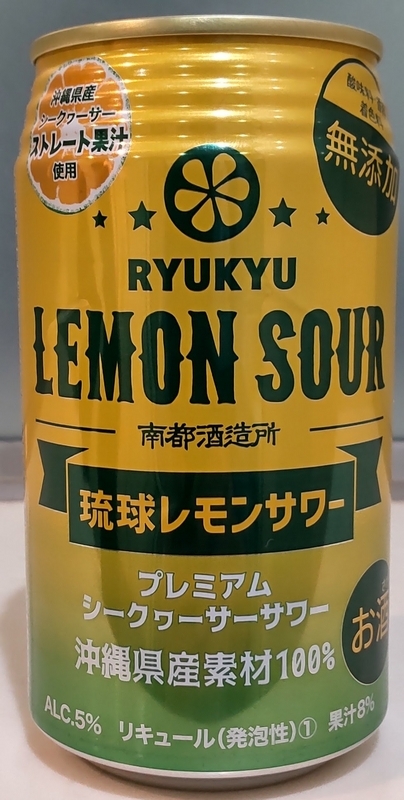 沖縄県産
シークヮーサー
ストレート果汁
使用
酸味料
無添加
RYUKYU
LEMON SOUR
南都酒造所
琉球レモンサワー
プレミアム
シークヮーサーサワー
沖縄県産素材100%
お酒
ALC.5% リキュール(発泡性)① 果汁8%